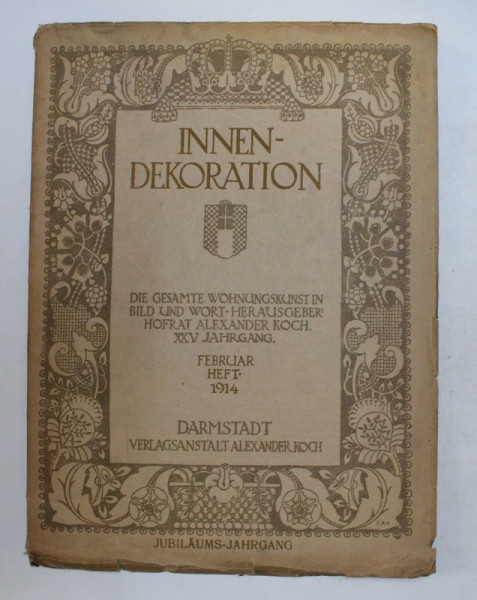 INNEN-
DEKORATION
DIE GESAMTE WOHNUNGSKUNST IN
BILD UND WORT · HERAUSGEBER:
HOFRAT ALEXANDER KOCH.
XXV JAHRGANG.
FEBRUAR
HEFT·
1914
DARMSTADT
VERLAGSANSTALT ALEXANDER KOCH
JUBILÄUMS-JAHRGANG